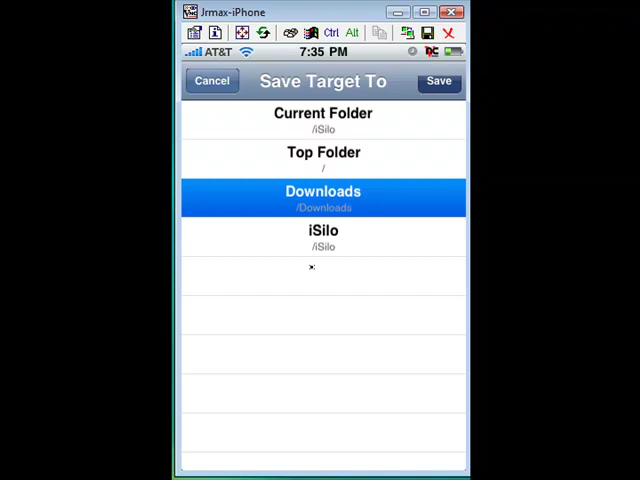 Jrmax-iPhone
Ctrl Alt
AT&T 7:35 PM
Cancel Save Target To Save
Current Folder
/iSilo
Top Folder
/
Downloads
/Downloads
iSilo
/iSilo